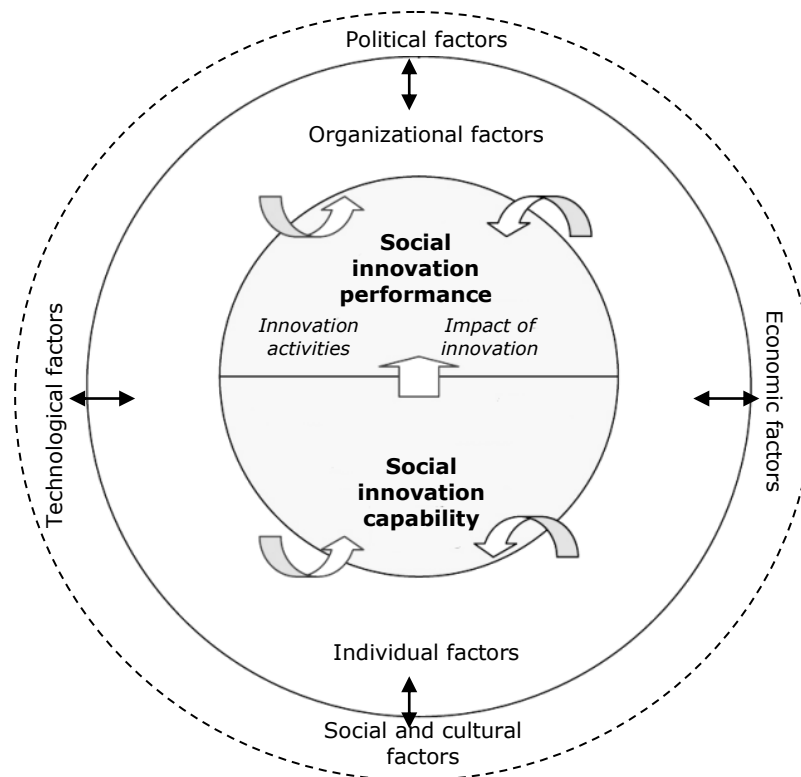 Political factors
Organizational factors
Social
innovation
performance
Innovation
activities
Impact of
innovation
Technological factors
Economic factors
Social
innovation
capability
Individual factors
Social and cultural
factors